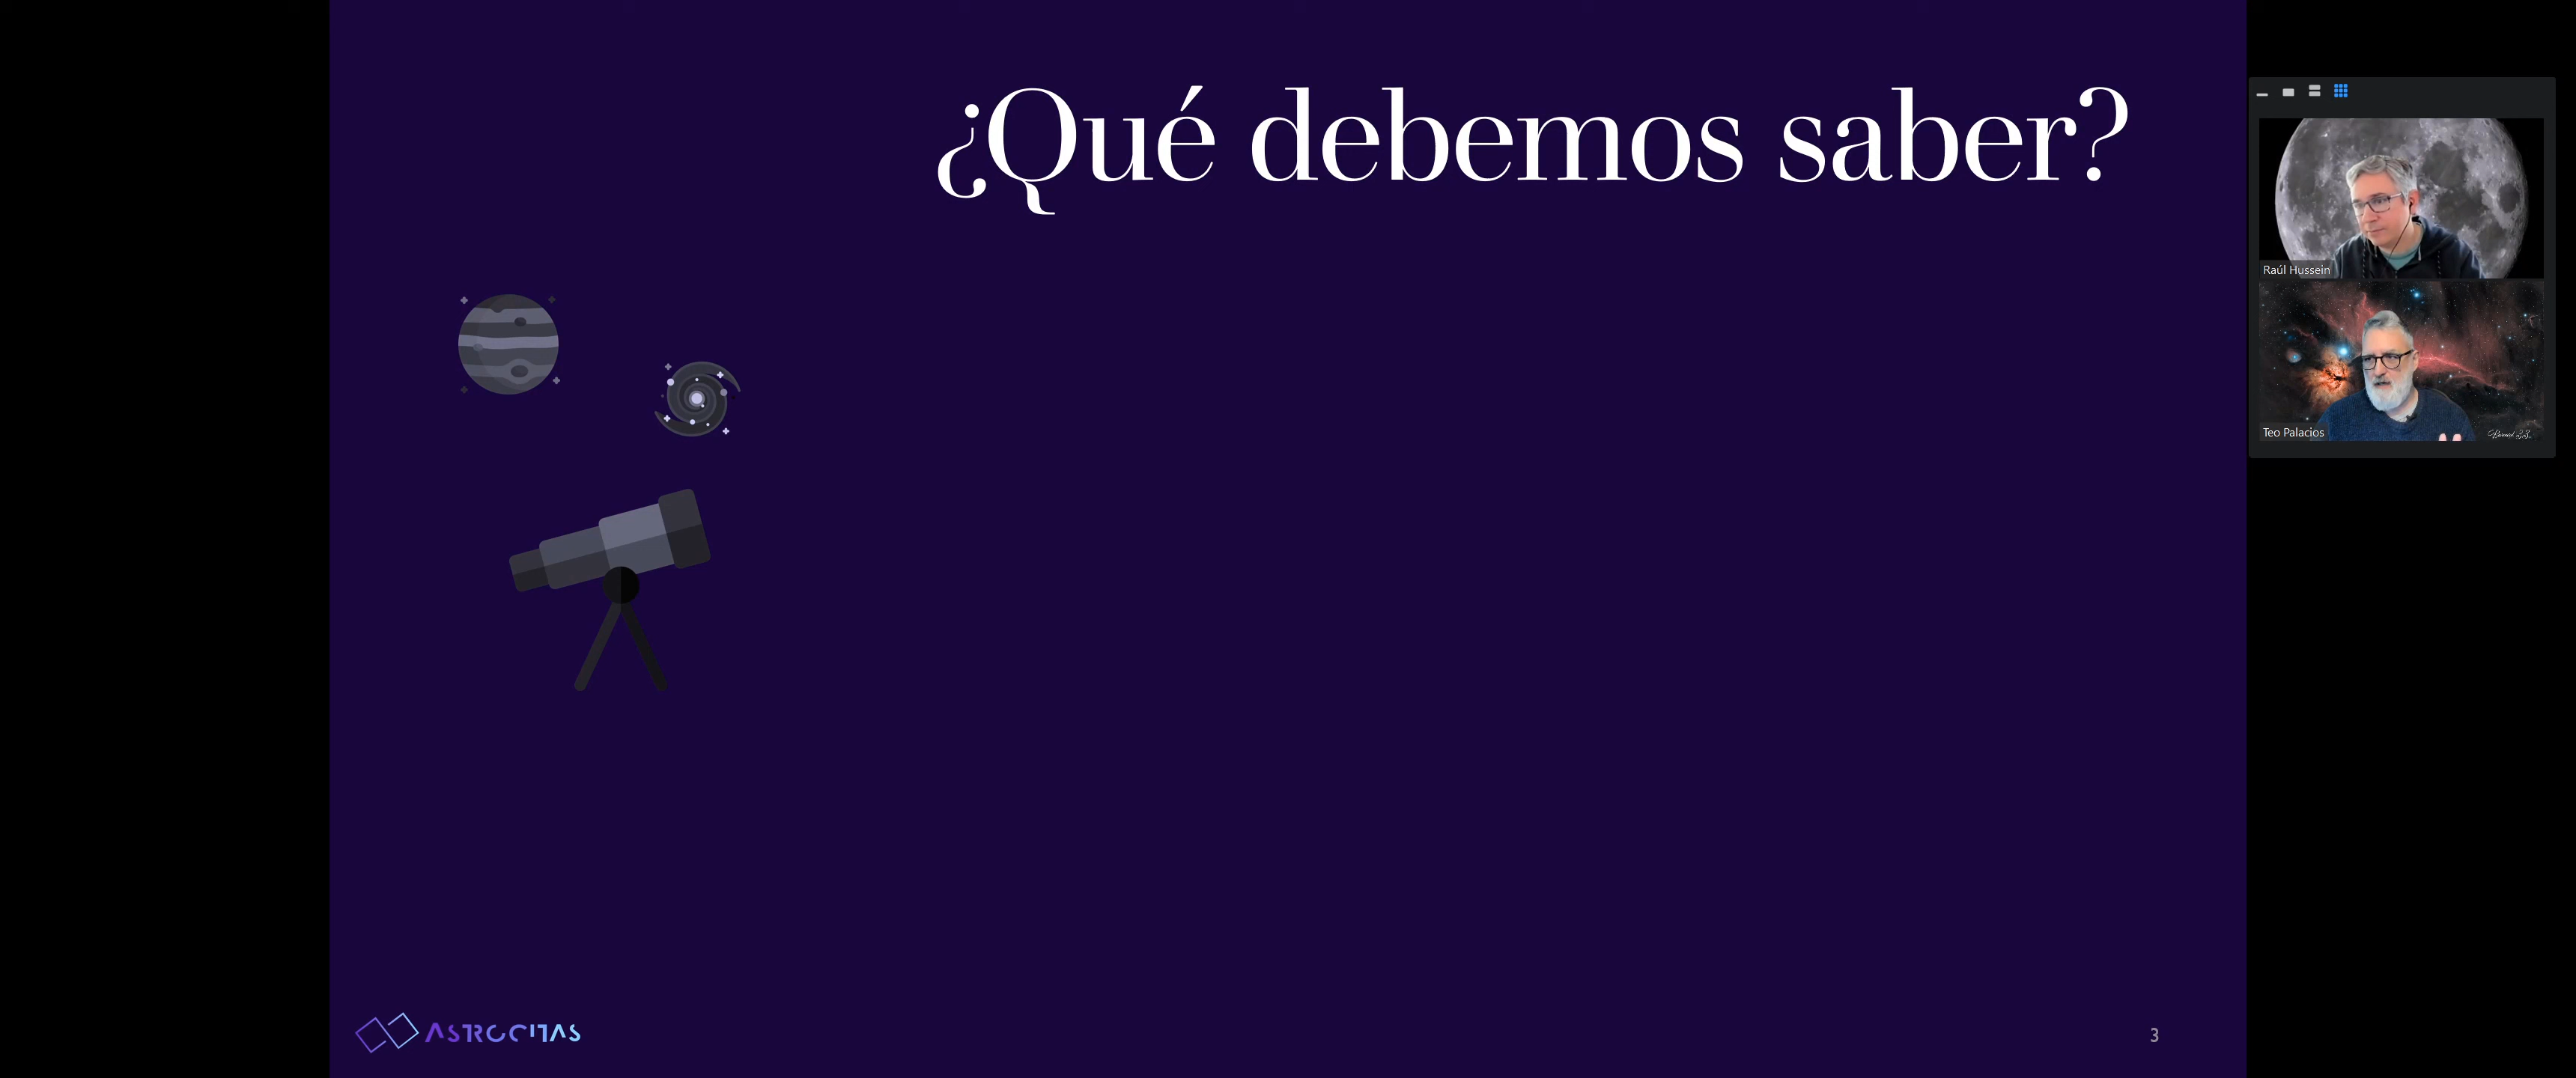 ¿Qué debemos saber?
Raúl Hussein
Teo Palacios
ASTROCITAS
3